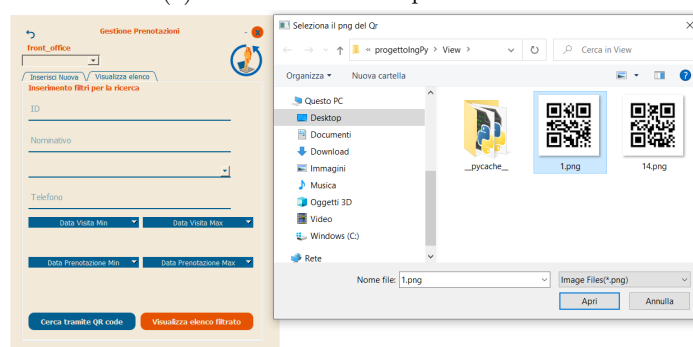 Gestione Prenotazioni
- X
front_office
Inserisci Nuova
Visualizza elenco
Inserimento filtri per la ricerca
ID
Nominativo
Telefono
Data Visita Min
Data Visita Max
Data Prenotazione Min
Data Prenotazione Max
Cerca tramite QR code
Visualizza elenco filtrato
Seleziona il png del Qr
« progettoIngPy > View >
Cerca in View
Organizza
Nuova cartella
?
Questo PC
Desktop
Documenti
Download
Immagini
Musica
Oggetti 3D
Video
Windows (C:)
Rete
__pycache__
1.png
14.png
Nome file:
1.png
Image Files(*.png)
Apri
Annulla